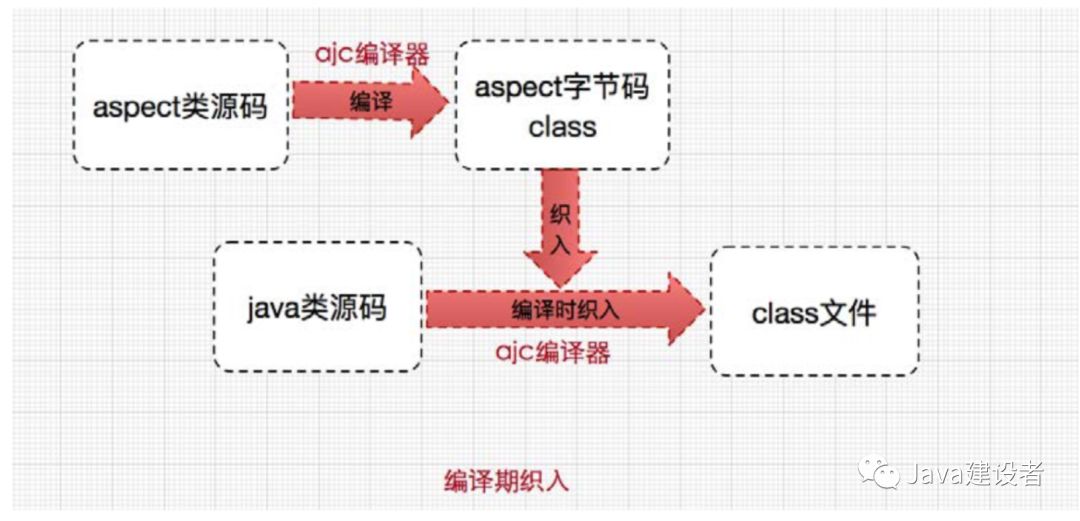 ajc编译器
aspect类源码
编译
aspect字节码
class
织
入
java类源码
编译时织入
class文件
ajc编译器
编译期织入
Java建设者